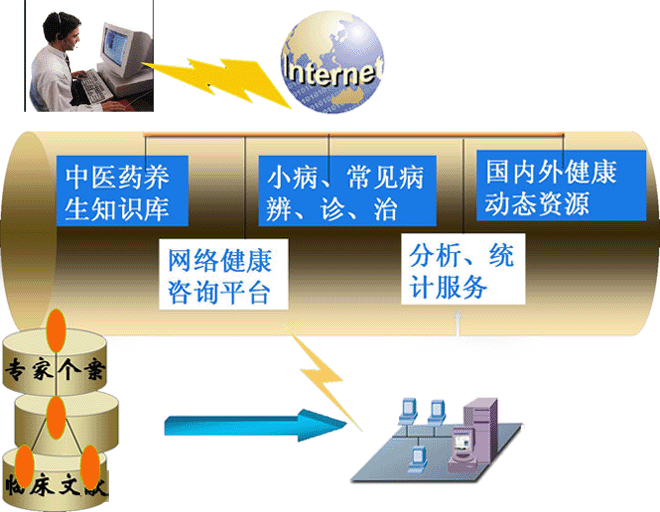 Internet
中医药养
生知识库
小病、常见病
辨、诊、治
国内外健康
动态资源
网络健康
咨询平台
分析、统
计服务
专家个案
临床文献